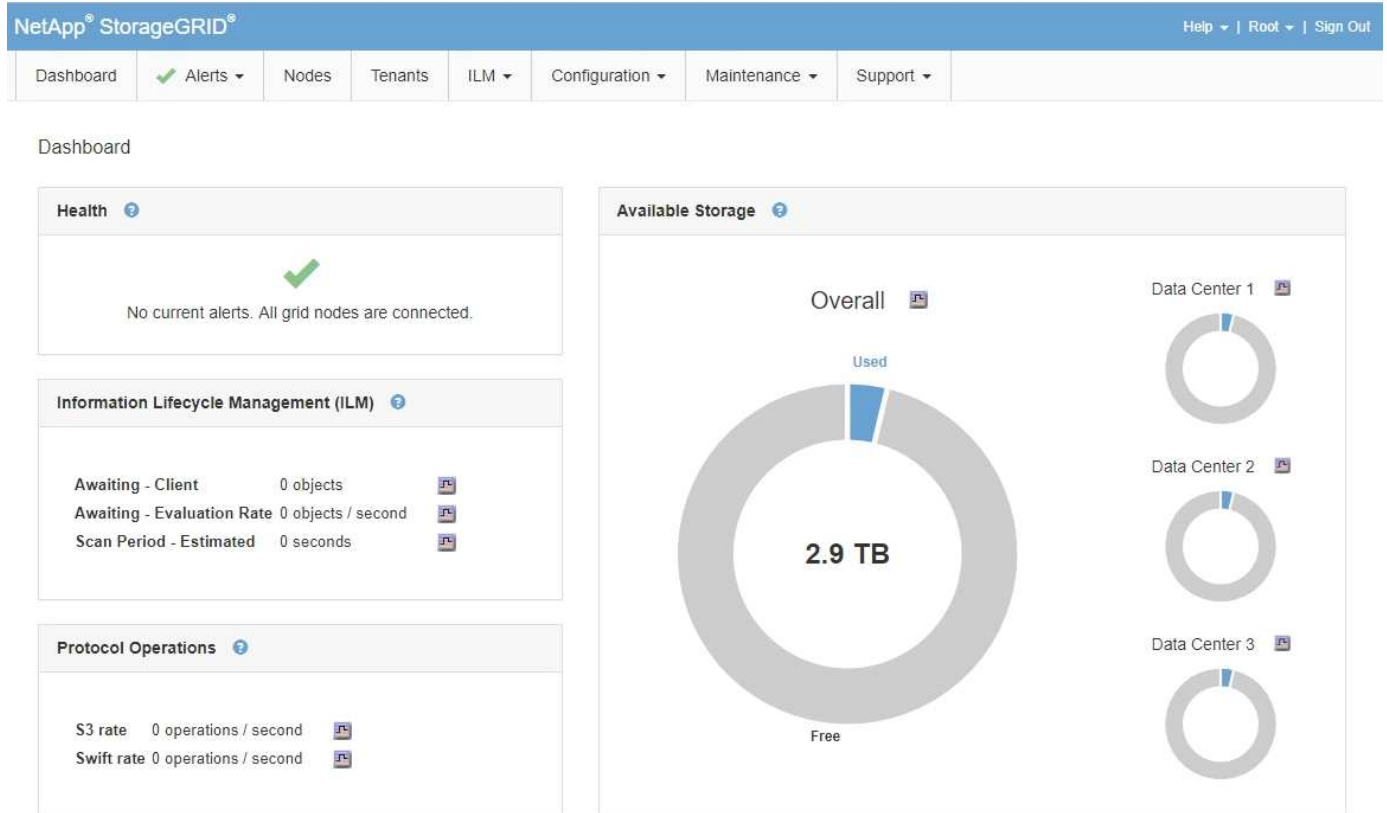 NetApp® StorageGRID®
Help | Root | Sign Out
Dashboard
Alerts
Nodes
Tenants
ILM
Configuration
Maintenance
Support
Dashboard
Health
No current alerts. All grid nodes are connected.
Information Lifecycle Management (ILM)
Awaiting - Client 0 objects
Awaiting - Evaluation Rate 0 objects / second
Scan Period - Estimated 0 seconds
Protocol Operations
S3 rate 0 operations / second
Swift rate 0 operations / second
Available Storage
Overall
Used
2.9 TB
Free
Data Center 1
Data Center 2
Data Center 3